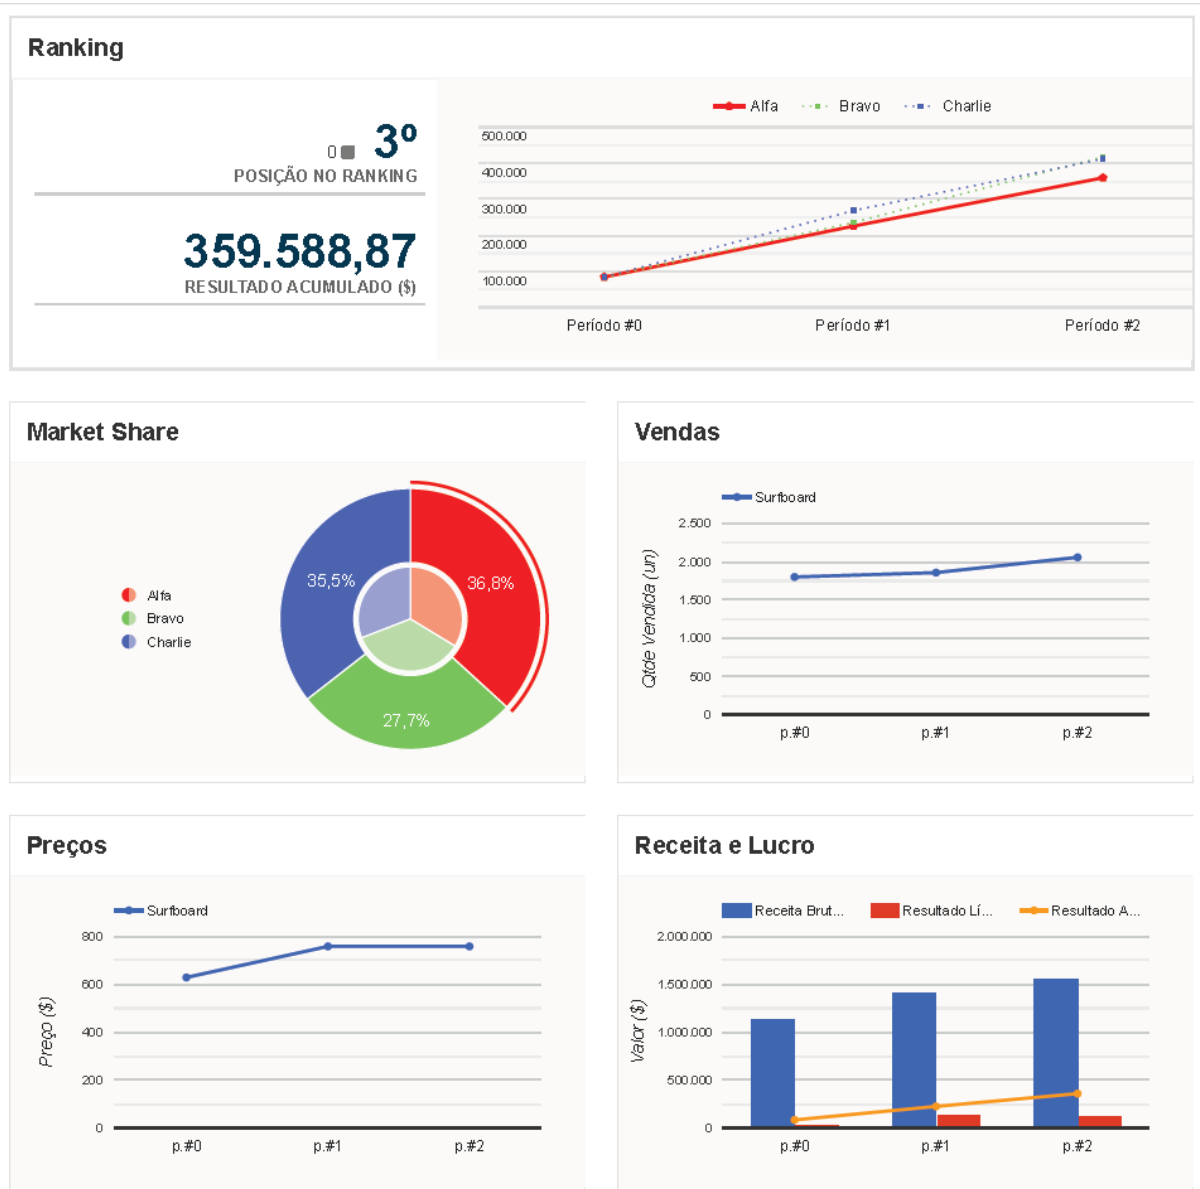 Ranking
0 3º
POSIÇÃO NO RANKING
359.588,87
RESULTADO ACUMULADO ($)
Alfa Bravo Charlie
500.000
400.000
300.000
200.000
100.000
Período #0 Período #1 Período #2
Market Share
Alfa
Bravo
Charlie
35,5%
36,8%
27,7%
Vendas
Surfboard
Qtde Vendida (un)
2.500
2.000
1.500
1.000
500
0
p.#0 p.#1 p.#2
Preços
Surfboard
Preço ($)
800
600
400
200
0
p.#0 p.#1 p.#2
Receita e Lucro
Receita Brut... Resultado Lí... Resultado A...
Valor ($)
2.000.000
1.500.000
1.000.000
500.000
0
p.#0 p.#1 p.#2